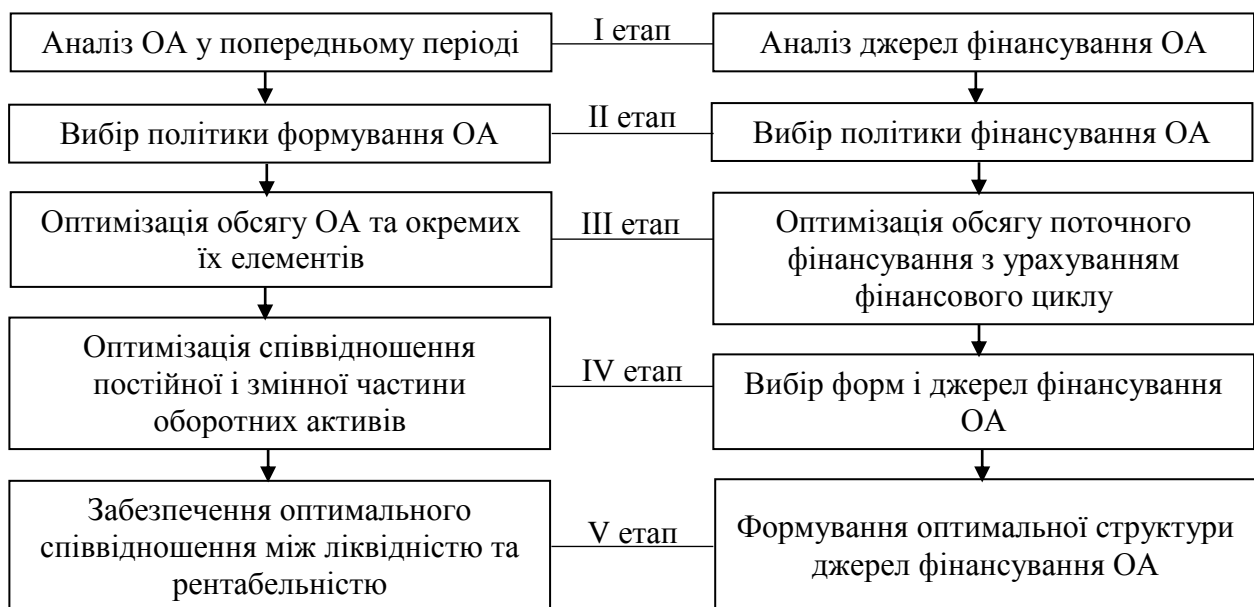 Аналіз ОА у попередньому періоді
І етап
Аналіз джерел фінансування ОА
Вибір політики формування ОА
ІІ етап
Вибір політики фінансування ОА
Оптимізація обсягу ОА та окремих
їх елементів
ІІІ етап
Оптимізація обсягу поточного
фінансування з урахуванням
фінансового циклу
Оптимізація співвідношення
постійної і змінної частини
оборотних активів
IV етап
Вибір форм і джерел фінансування
ОА
Забезпечення оптимального
співвідношення між ліквідністю та
рентабельністю
V етап
Формування оптимальної структури
джерел фінансування ОА